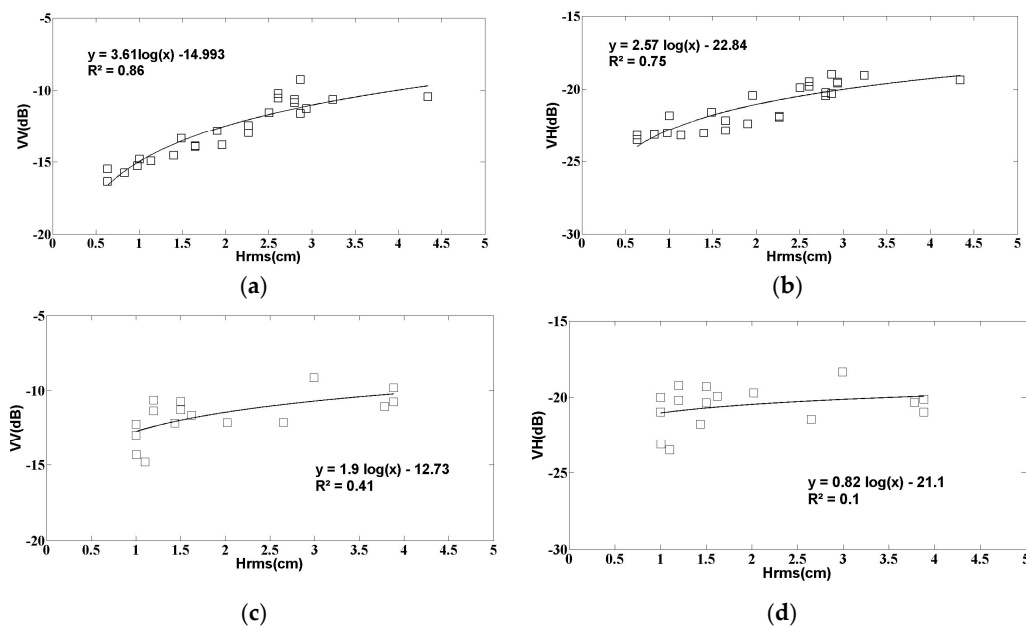 (a)
-5
y = 3.61log(x) -14.993
R² = 0.86
-10
VV(dB)
-15
-20
0 0.5 1 1.5 2 2.5 3 3.5 4 4.5 5
Hrms(cm)
(a)
(b)
-15
y = 2.57 log(x) - 22.84
R² = 0.75
-20
VH(dB)
-25
-30
0 0.5 1 1.5 2 2.5 3 3.5 4 4.5 5
Hrms(cm)
(b)
-5
-10
VV(dB)
-15
y = 1.9 log(x) - 12.73
R² = 0.41
-20
0 0.5 1 1.5 2 2.5 3 3.5 4 4.5 5
Hrms(cm)
(c)
-15
-20
VH(dB)
-25
y = 0.82 log(x) - 21.1
R² = 0.1
-30
0 0.5 1 1.5 2 2.5 3 3.5 4 4.5 5
Hrms(cm)
(d)